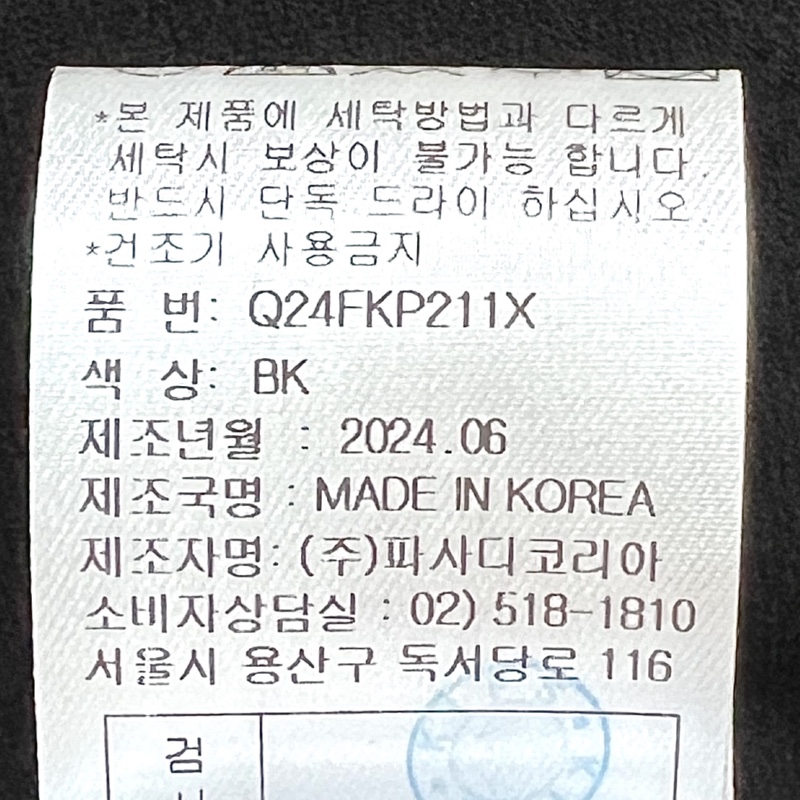 *본 제품에 세탁방법과 다르게
세탁시 보상이 불가능 합니다.
반드시 단독 드라이 하십시오.
*건조기 사용금지
품 번: Q24FKP211X
색 상: BK
제조년월 : 2024.06
제조국명 : MADE IN KOREA
제조자명: (주)파사디코리아
소비자상담실 : 02) 518-1810
서울시 용산구 독서당로 116
검